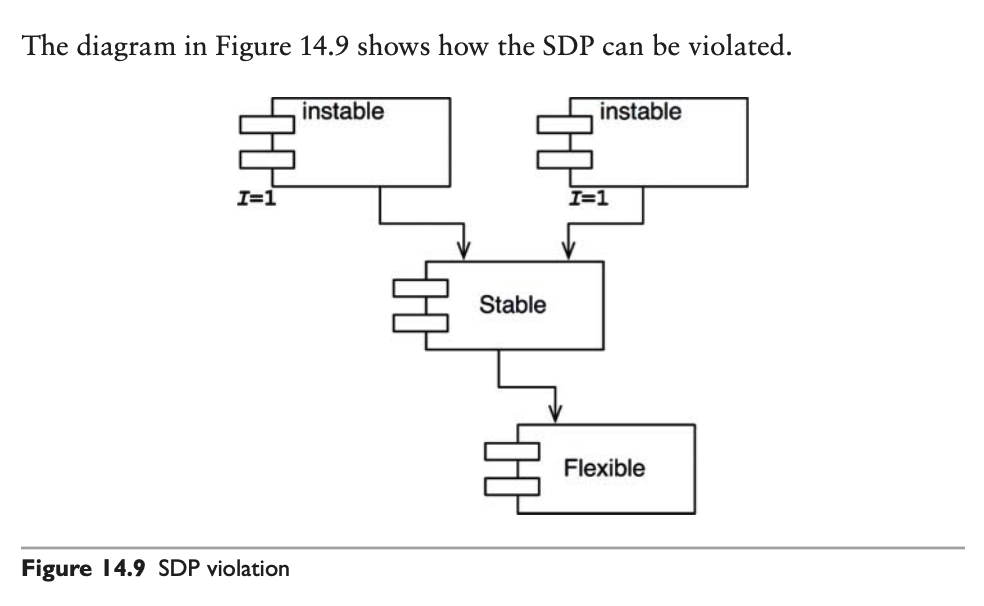 The diagram in Figure 14.9 shows how the SDP can be violated.
instable
instable
I=1
I=1
Stable
Flexible
Figure 14.9 SDP violation